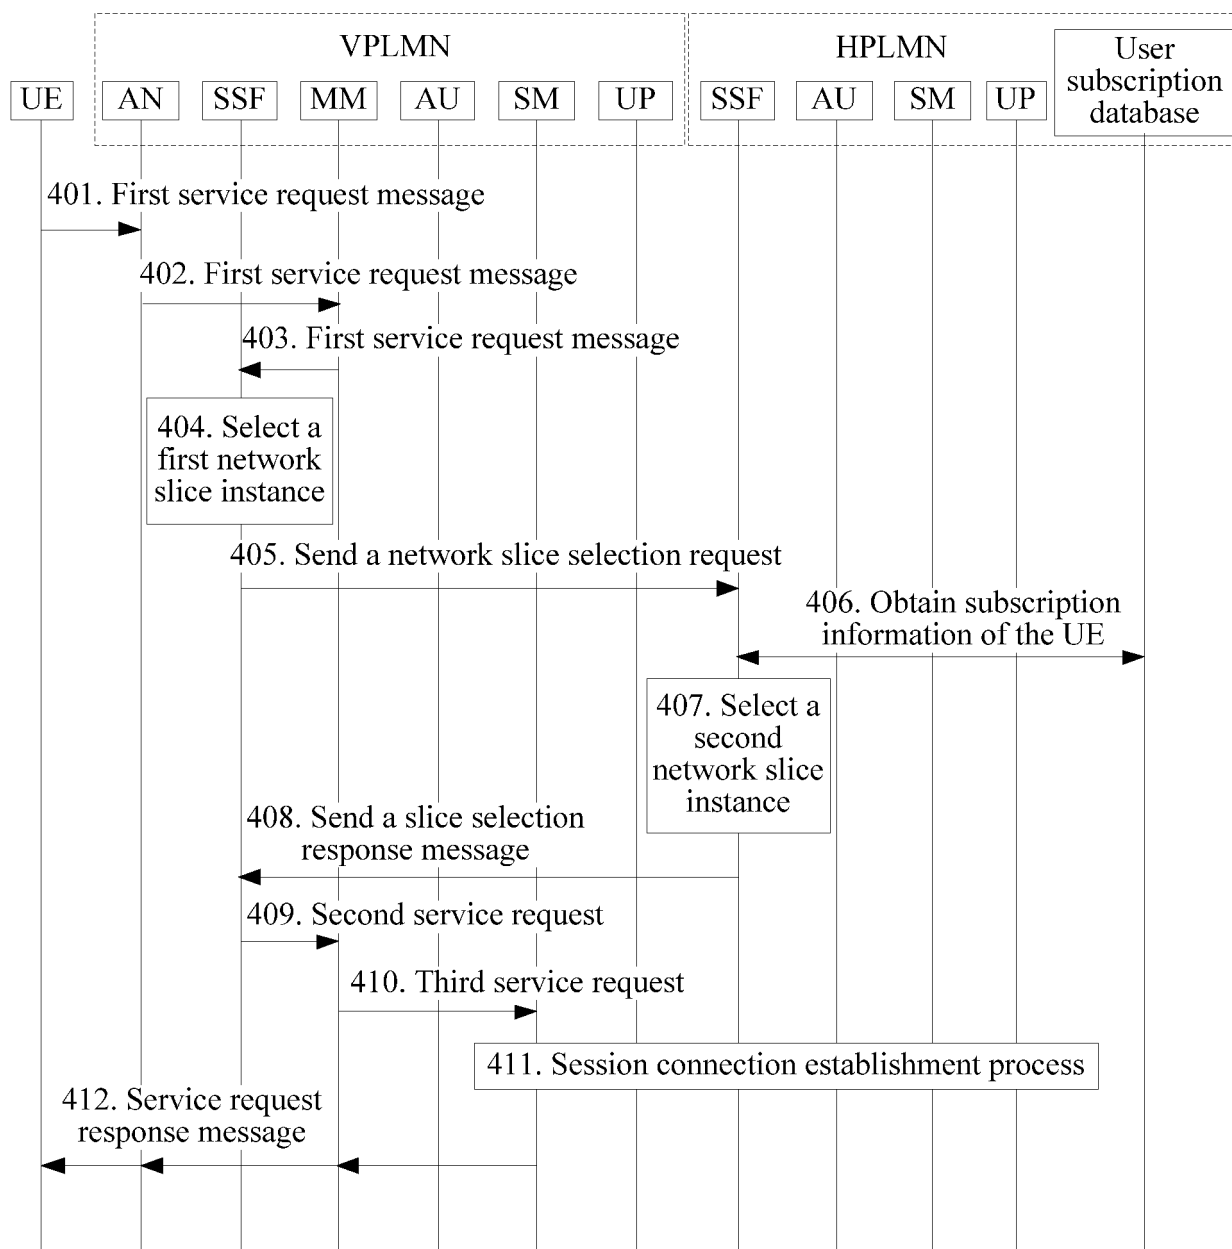 VPLMN
HPLMN
User
subscription
database
UE
AN
SSF
MM
AU
SM
UP
SSF
AU
SM
UP
401. First service request message
402. First service request message
403. First service request message
404. Select a
first network
slice instance
405. Send a network slice selection request
406. Obtain subscription
information of the UE
407. Select a
second
network slice
instance
408. Send a slice selection
response message
409. Second service request
410. Third service request
411. Session connection establishment process
412. Service request
response message